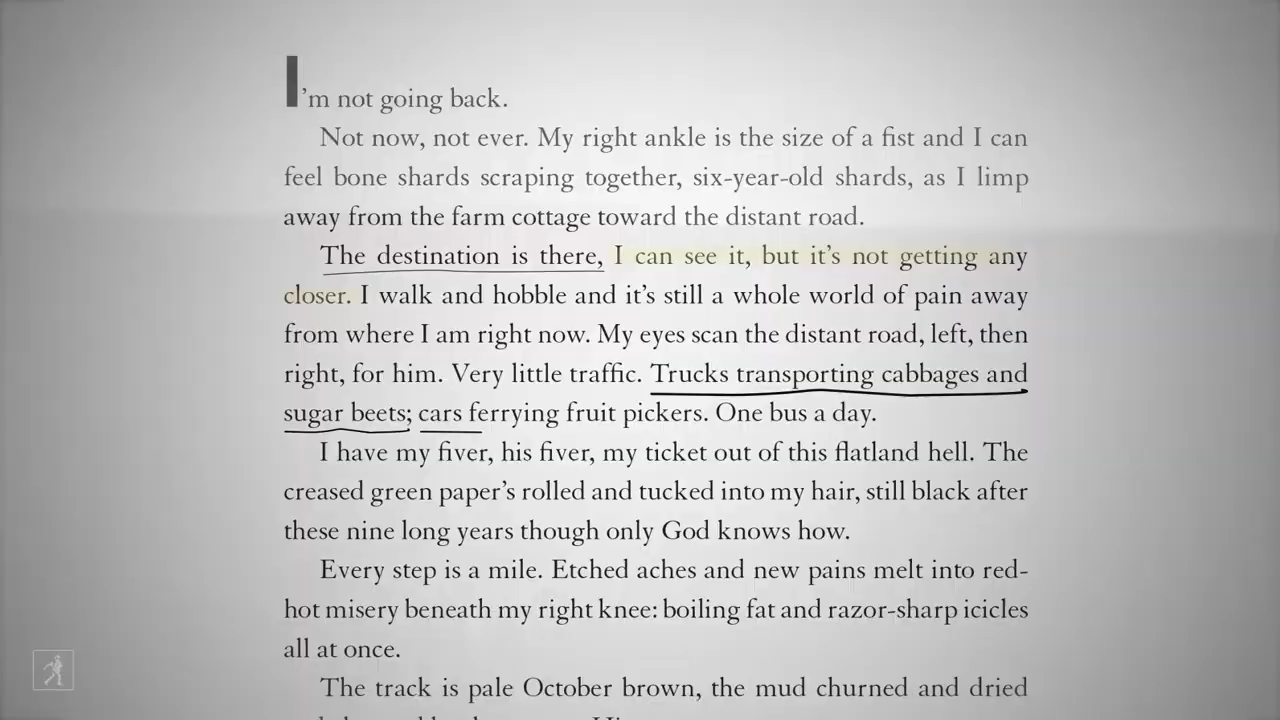 I'm not going back.
Not now, not ever. My right ankle is the size of a fist and I can
feel bone shards scraping together, six-year-old shards, as I limp
away from the farm cottage toward the distant road.
The destination is there, I can see it, but it's not getting any
closer. I walk and hobble and it's still a whole world of pain away
from where I am right now. My eyes scan the distant road, left, then
right, for him. Very little traffic. Trucks transporting cabbages and
sugar beets; cars ferrying fruit pickers. One bus a day.
I have my fiver, his fiver, my ticket out of this flatland hell. The
creased green paper's rolled and tucked into my hair, still black after
these nine long years though only God knows how.
Every step is a mile. Etched aches and new pains melt into red-
hot misery beneath my right knee: boiling fat and razor-sharp icicles
all at once.
The track is pale October brown, the mud churned and dried